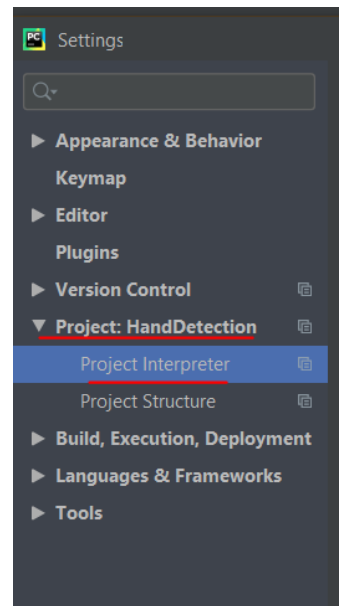 PC
Settings
Appearance & Behavior
Keymap
Editor
Plugins
Version Control
Project: HandDetection
Project Interpreter
Project Structure
Build, Execution, Deployment
Languages & Frameworks
Tools